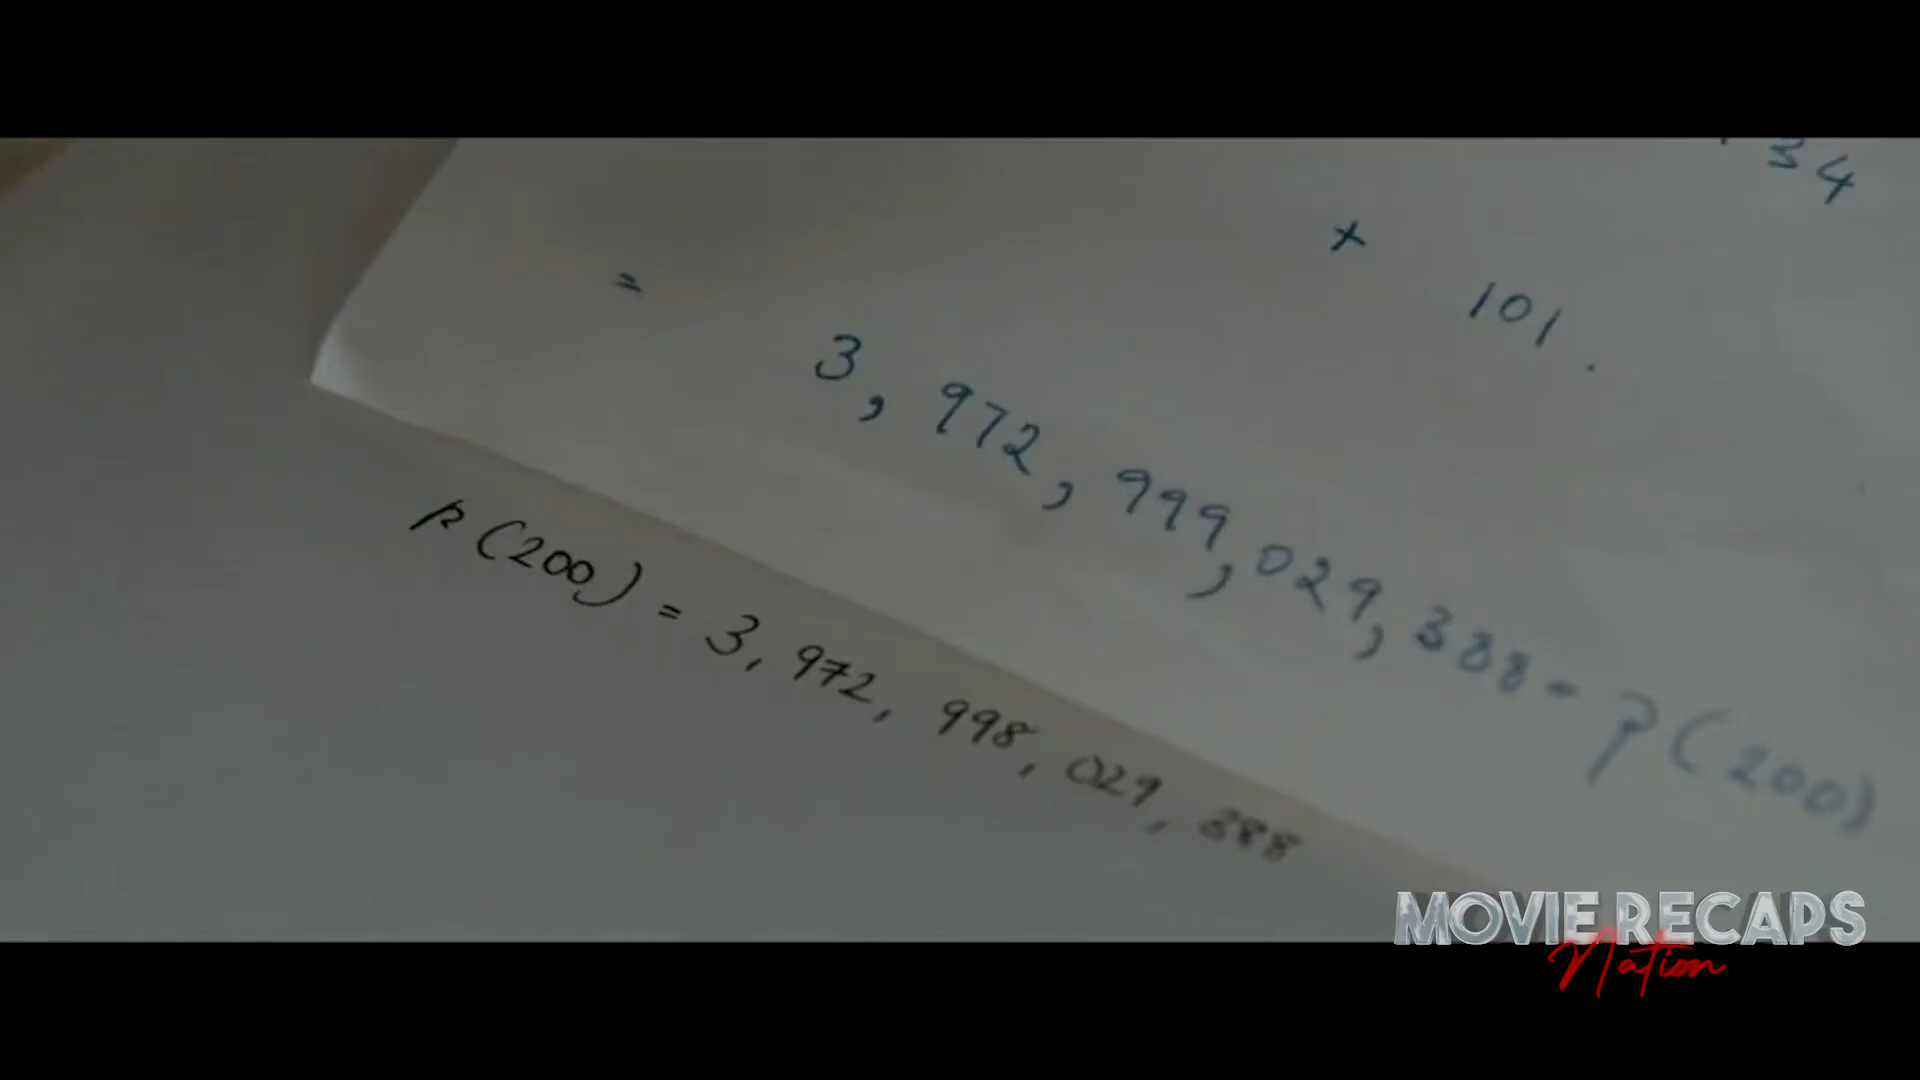 34
+ 101.
= 3,972,999,029,388 - P(200)
p(200) = 3,972,998,029,388
MOVIE RECAPS
Nation